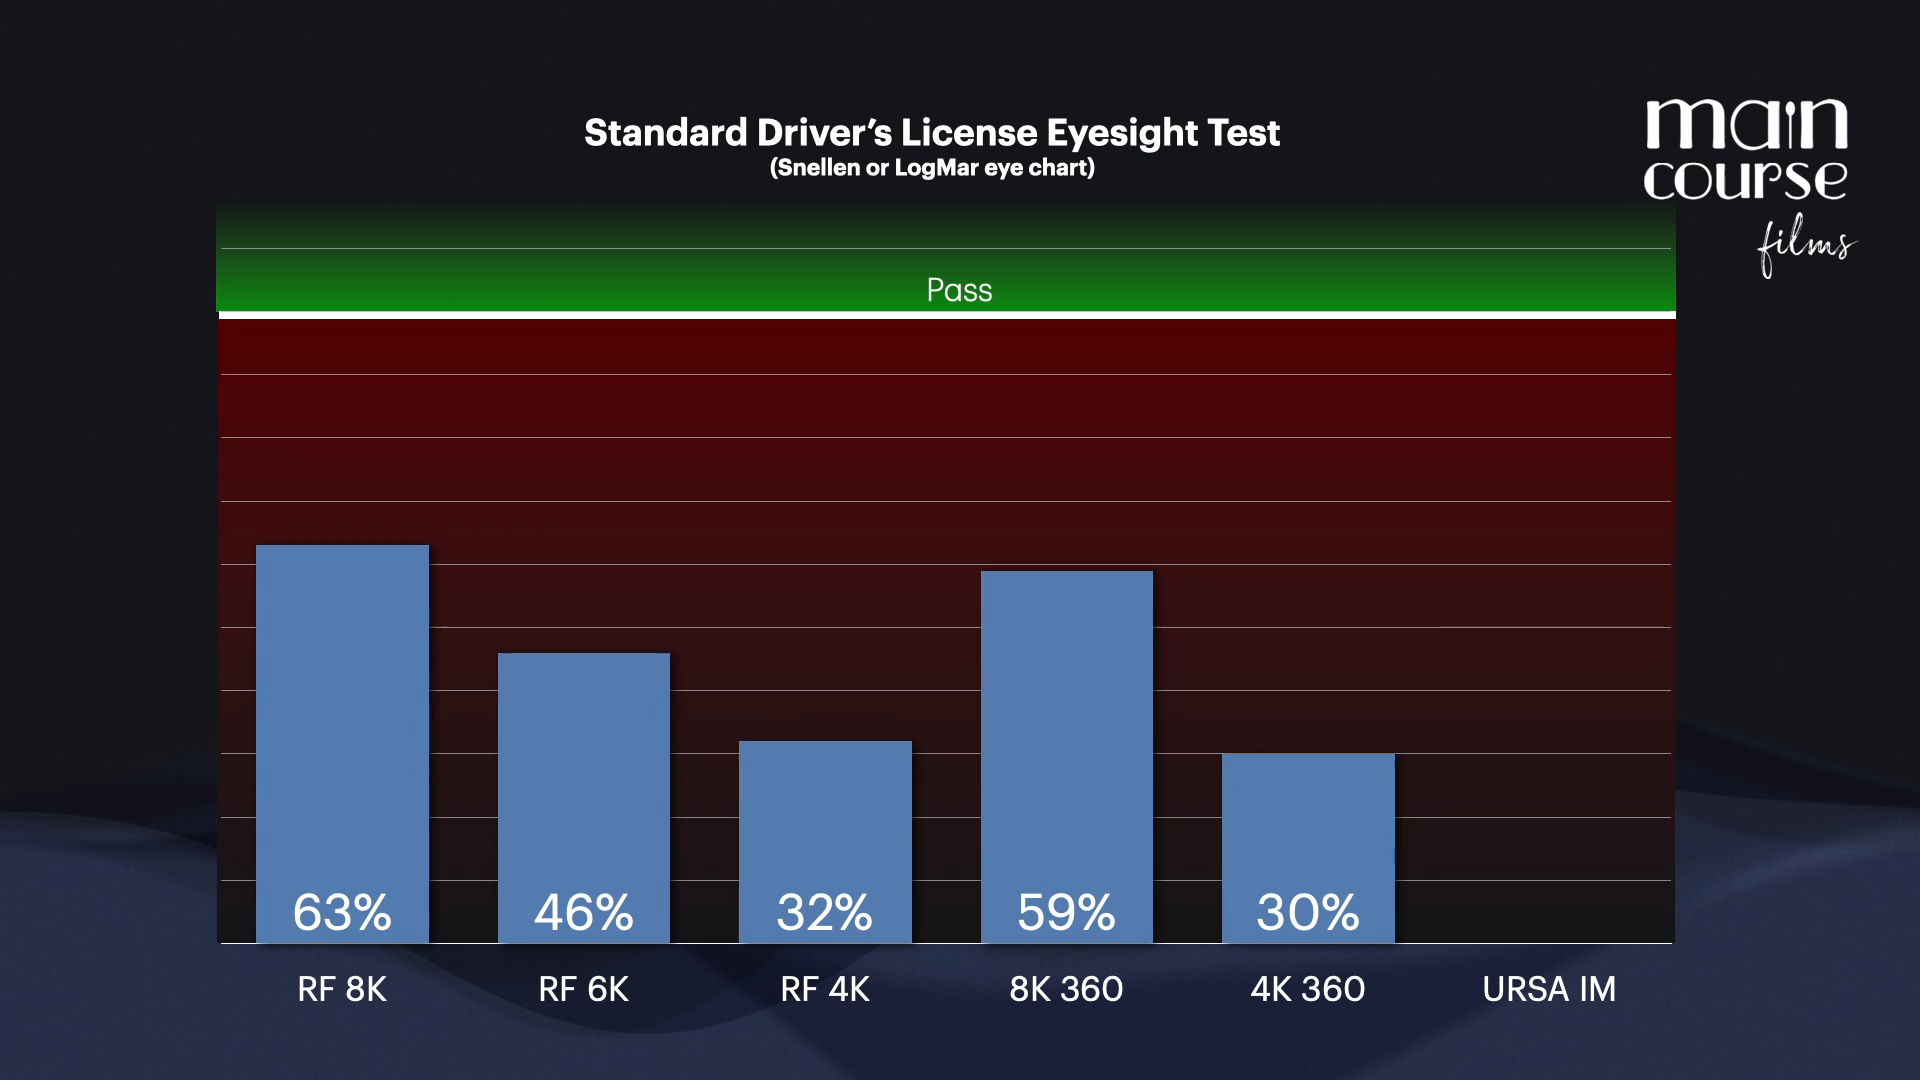 Standard Driver’s License Eyesight Test
(Snellen or LogMar eye chart)
main
course
films
Pass
63%
46%
32%
59%
30%
RF 8K
RF 6K
RF 4K
8K 360
4K 360
URSA IM